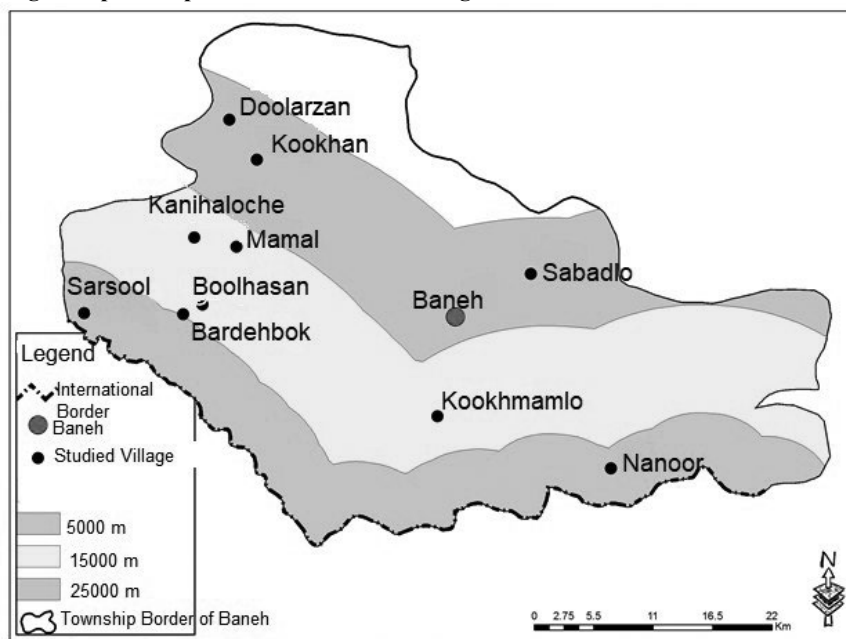 Doolarzan
Kookhan
Kanihaloche
Mamal
Sabadlo
Sarsool
Boolhasan
Baneh
Bardehbok
Legend
International
Border
Baneh
Studied Village
Kookhmamlo
Nanoor
5000 m
15000 m
25000 m
Township Border of Baneh
N
0 2.75 5.5 11 16.5 22
Km